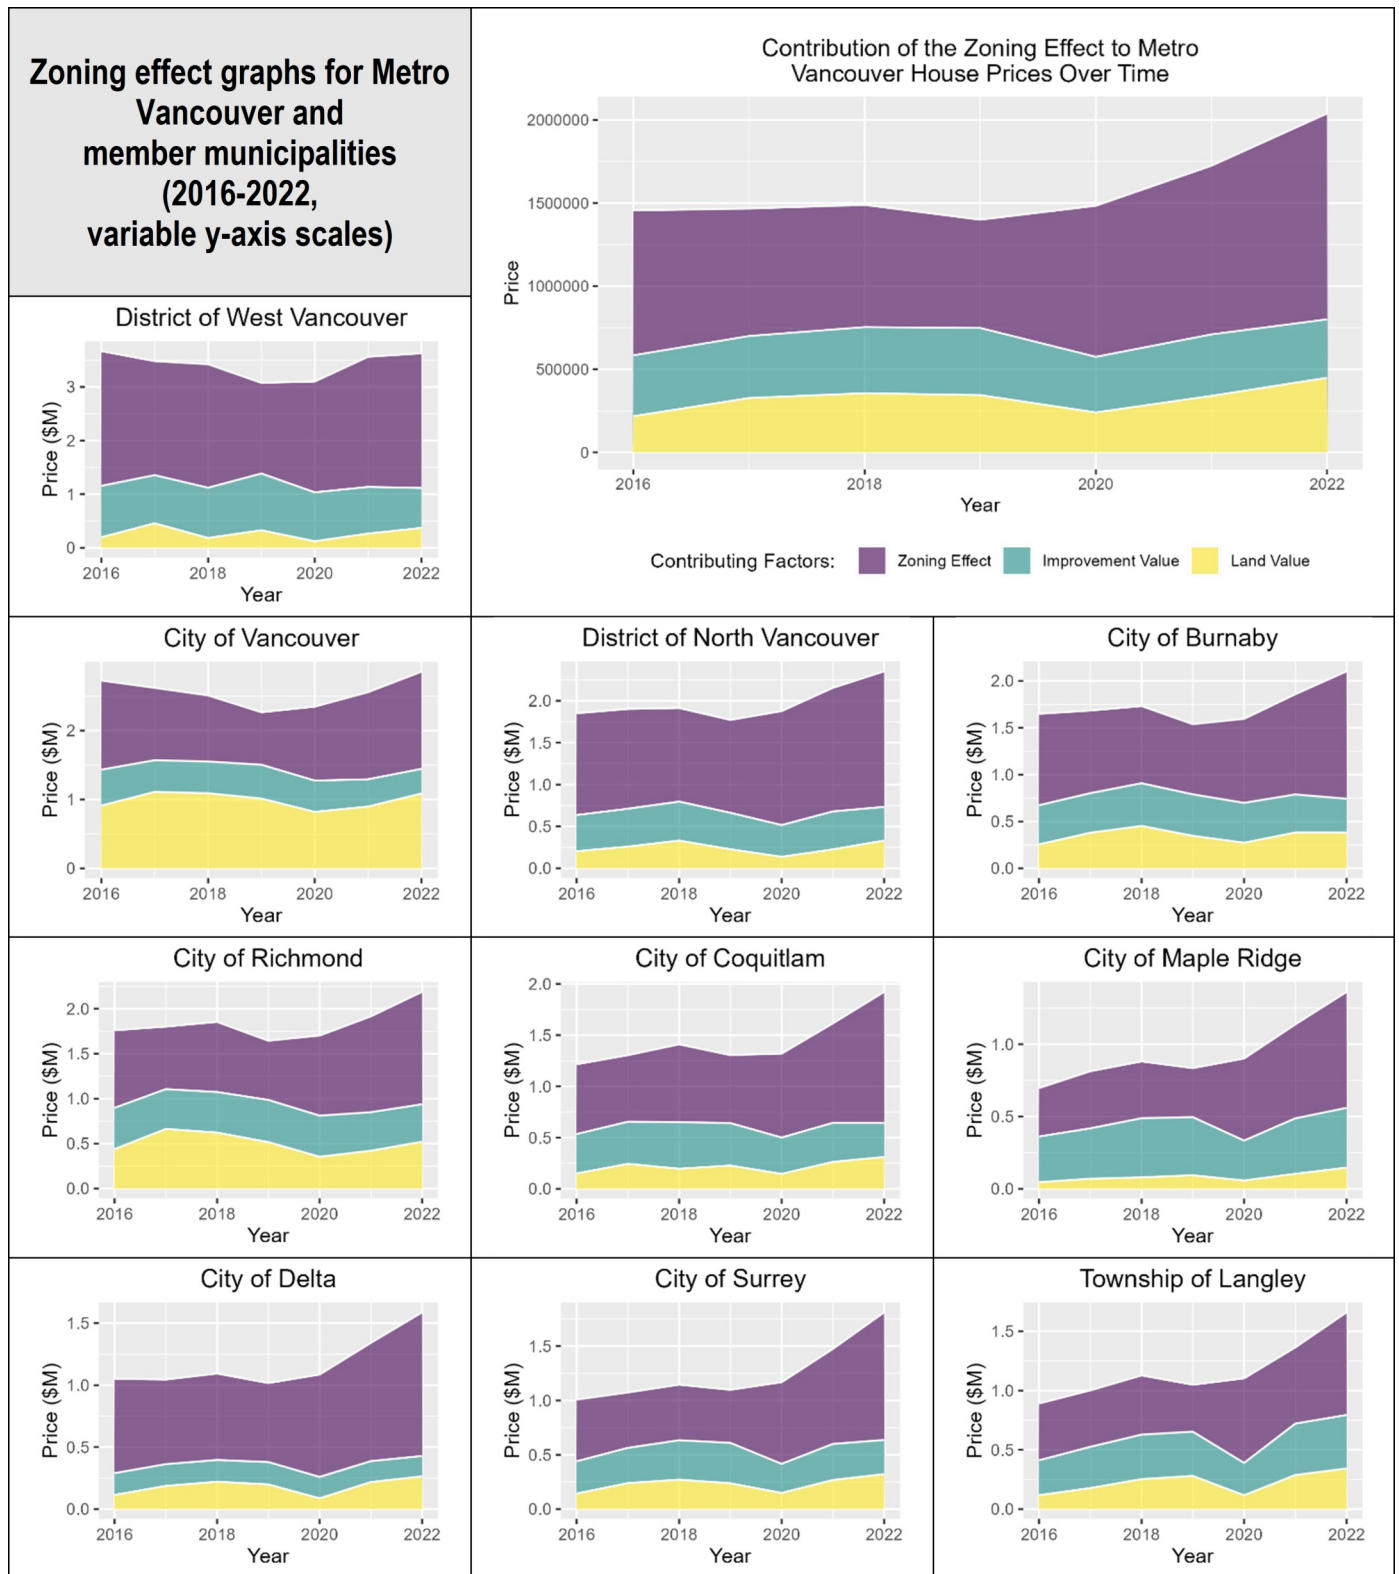 Zoning effect graphs for Metro
Vancouver and
member municipalities
(2016-2022,
variable y-axis scales)
Contribution of the Zoning Effect to Metro
Vancouver House Prices Over Time
2000000
1500000
1000000
500000
0
Price
2016 2018 2020 2022
Year
Contributing Factors: Zoning Effect Improvement Value Land Value
District of West Vancouver
3
2
1
0
Price ($M)
2016 2018 2020 2022
Year
City of Vancouver
2
1
0
Price ($M)
2016 2018 2020 2022
Year
District of North Vancouver
2.0
1.5
1.0
0.5
0.0
Price ($M)
2016 2018 2020 2022
Year
City of Burnaby
2.0
1.5
1.0
0.5
0.0
Price ($M)
2016 2018 2020 2022
Year
City of Richmond
2.0
1.5
1.0
0.5
0.0
Price ($M)
2016 2018 2020 2022
Year
City of Coquitlam
2.0
1.5
1.0
0.5
0.0
Price ($M)
2016 2018 2020 2022
Year
City of Maple Ridge
1.0
0.5
0.0
Price ($M)
2016 2018 2020 2022
Year
City of Delta
1.5
1.0
0.5
0.0
Price ($M)
2016 2018 2020 2022
Year
City of Surrey
1.5
1.0
0.5
0.0
Price ($M)
2016 2018 2020 2022
Year
Township of Langley
1.5
1.0
0.5
0.0
Price ($M)
2016 2018 2020 2022
Year